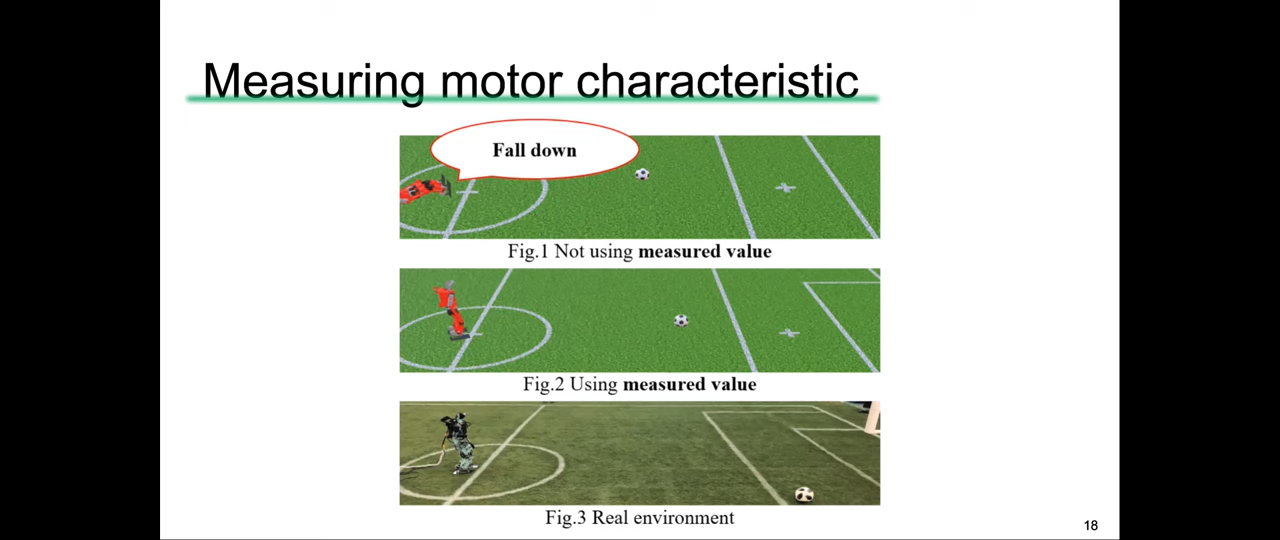 Measuring motor characteristic
Fall down
Fig.1 Not using measured value
Fig.2 Using measured value
Fig.3 Real environment
18